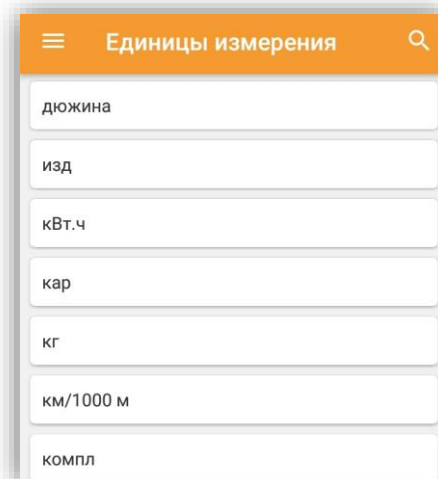 Единицы измерения
дюжина
изд
кВт.ч
кар
кг
км/1000 м
компл